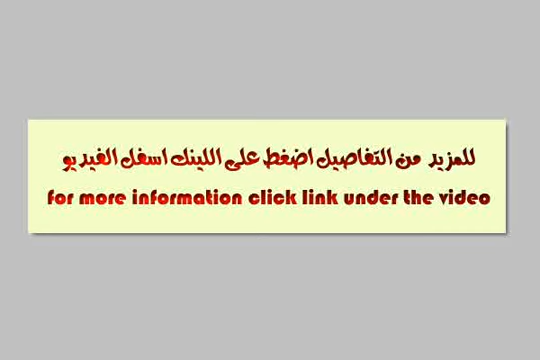 للمزيد من التفاصيل اضغط على اللينك اسفل الفيديو
for more information click link under the video